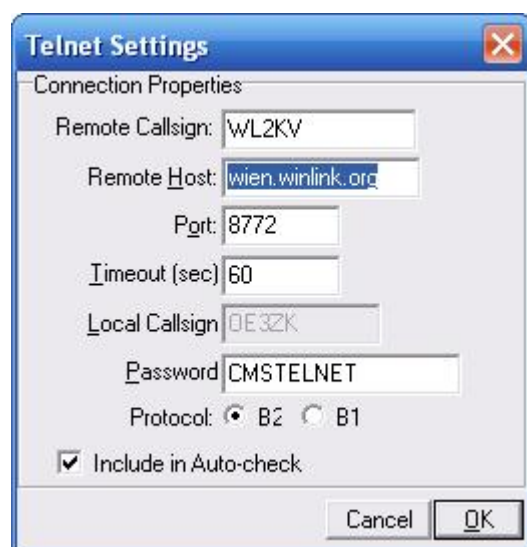 Telnet Settings
Connection Properties
Remote Callsign: WL2KV
Remote Host: wien.winlink.org
Port: 8772
Timeout (sec) 60
Local Callsign OE3ZK
Password CMSTELNET
Protocol: B2 B1
Include in Auto-check
Cancel OK